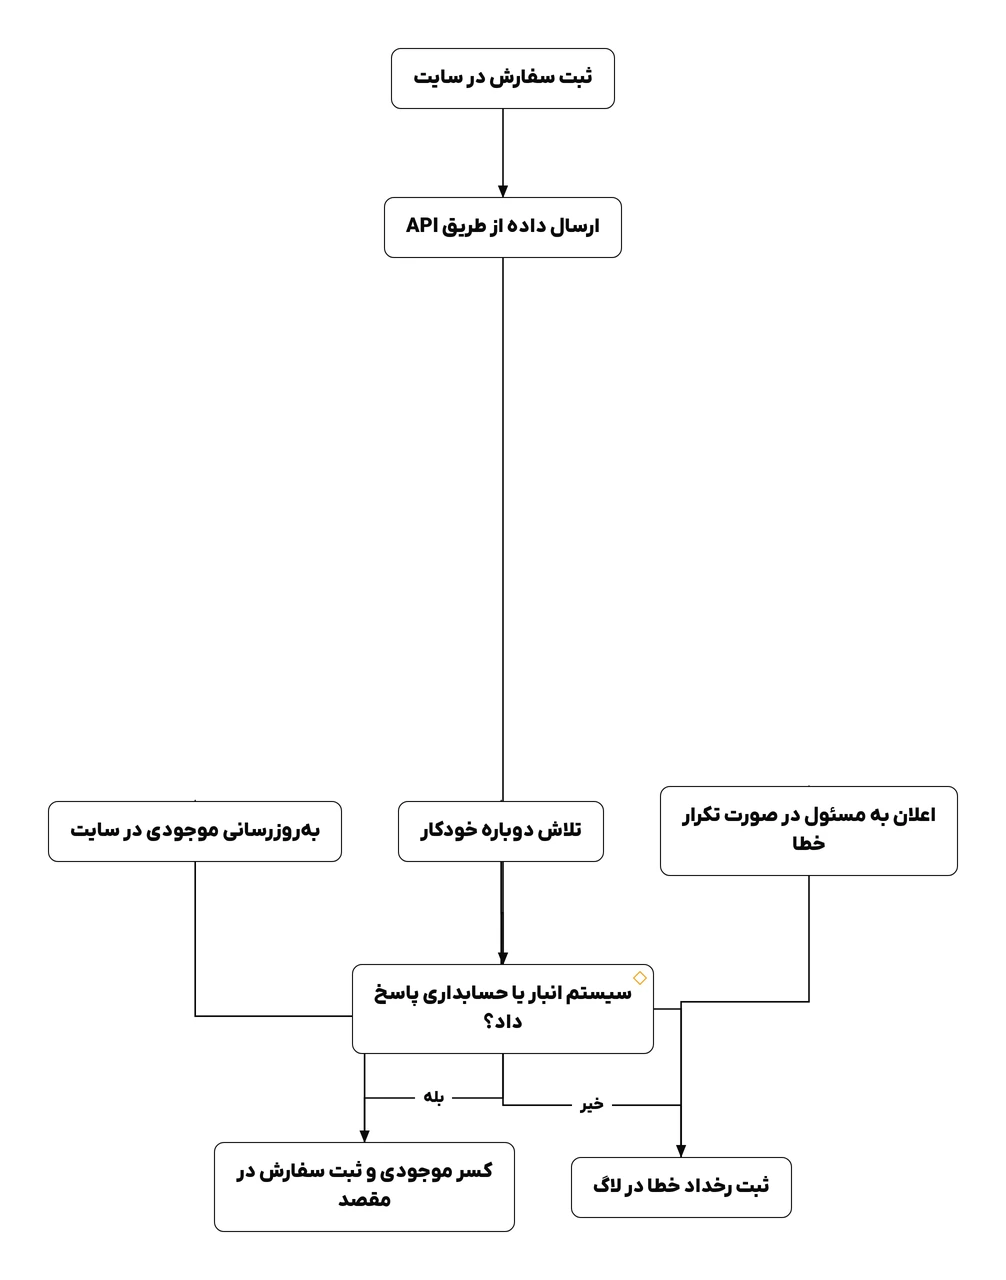 ثبت سفارش در سایت
ارسال داده از طریق API
اعلان به مسئول در صورت تکرار
خطا
تلاش دوباره خودکار
به‌روزرسانی موجودی در سایت
سیستم انبار یا حسابداری پاسخ
داد؟
خیر
بله
ثبت رخداد خطا در لاگ
کسر موجودی و ثبت سفارش در
مقصد